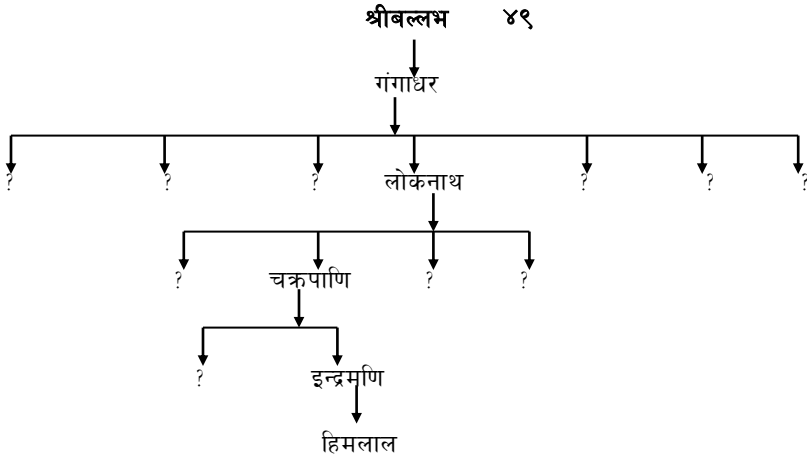 श्रीबल्लभ ४९
गंगाधर
? ? ? लोकनाथ ? ? ?
? चक्रपाणि ? ?
? इन्द्रमणि
हिमलाल